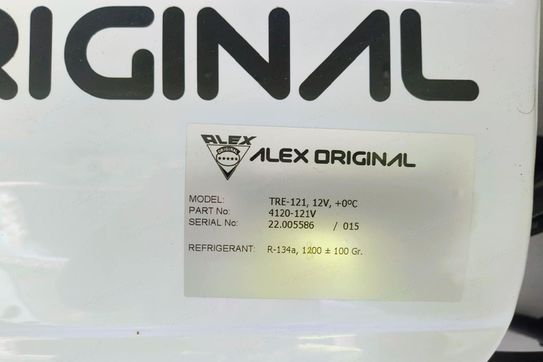 RIGINAL
ALEX
ORIGINAL
ALEX ORIGINAL
MODEL: TRE-121, 12V, +0ºC
PART No: 4120-121V
SERIAL No: 22.005586 / 015
REFRIGERANT: R-134a, 1200 ± 100 Gr.